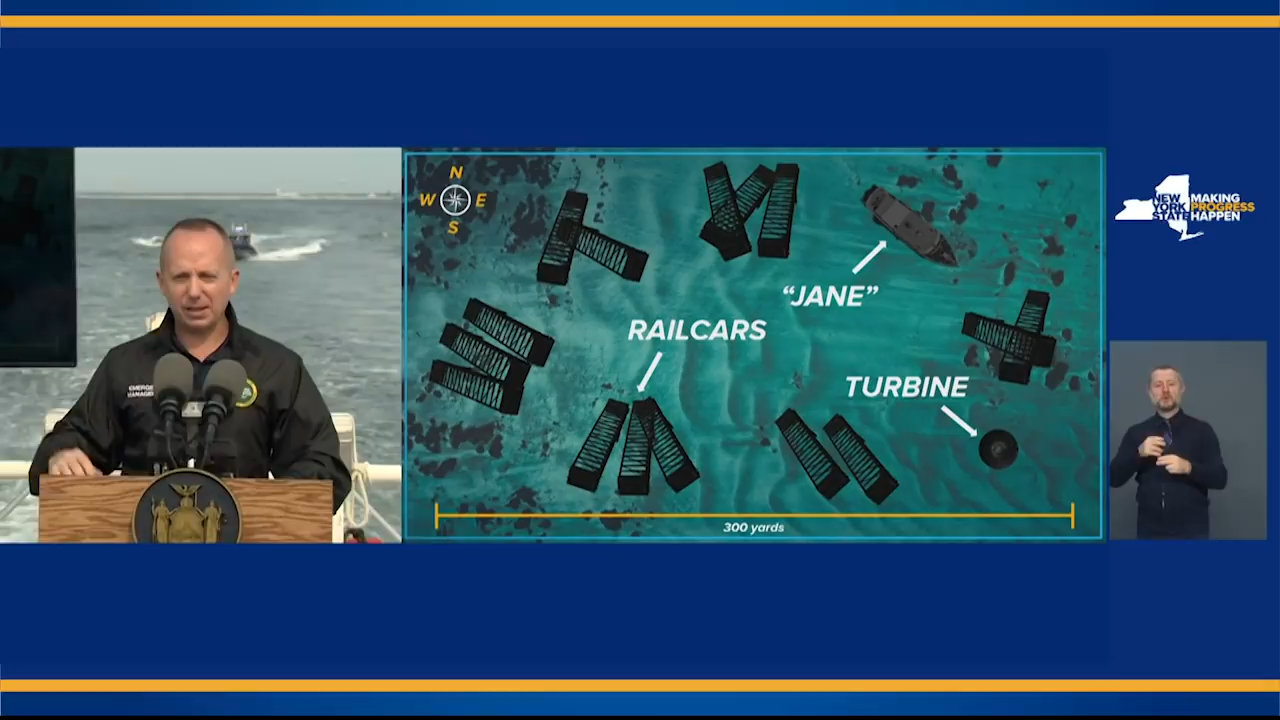 N
W E
S
"JANE"
RAILCARS
TURBINE
300 yards
NEW
YORK
STATE
MAKING
PROGRESS
HAPPEN